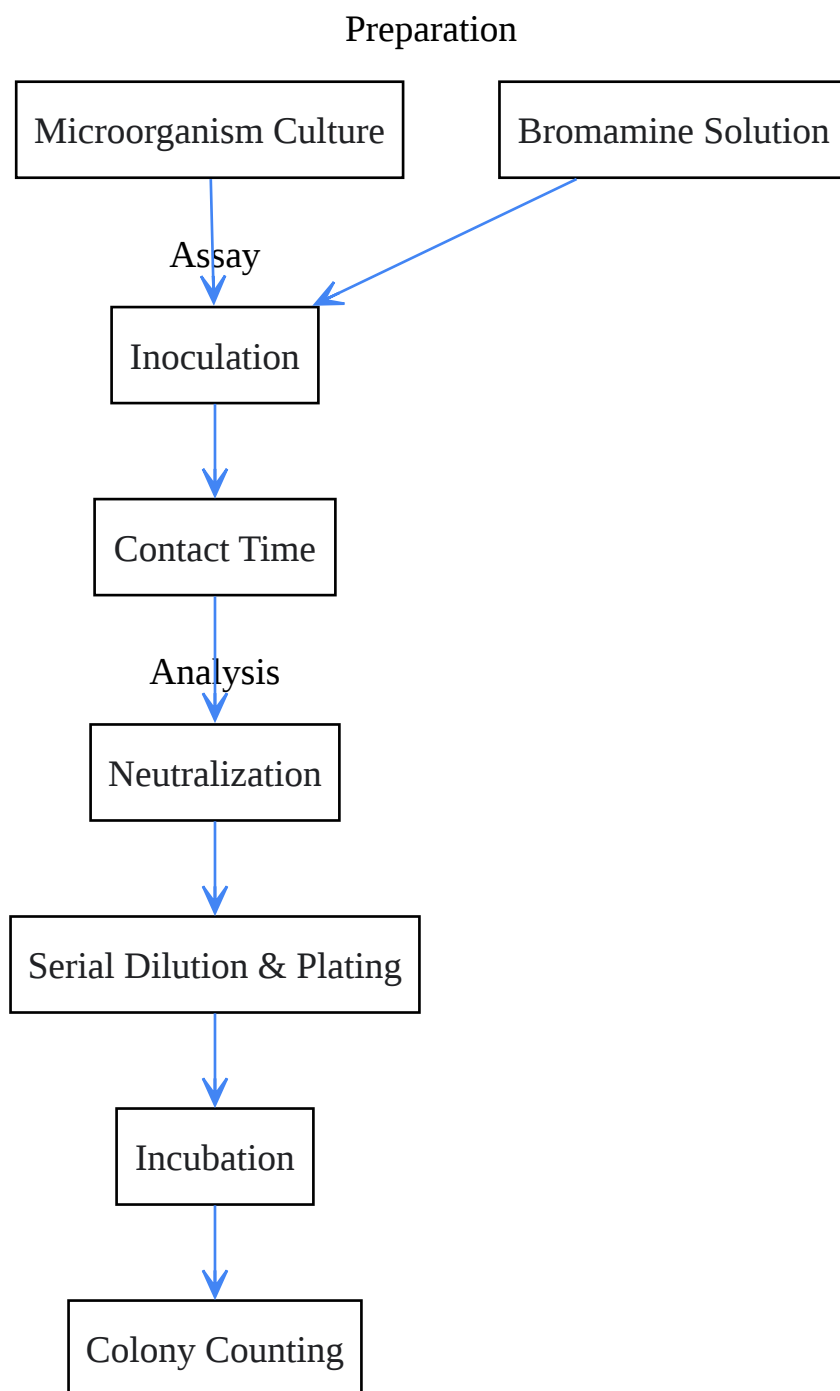 Preparation
Microorganism Culture
Bromamine Solution
Assay
Inoculation
Contact Time
Analysis
Neutralization
Serial Dilution & Plating
Incubation
Colony Counting